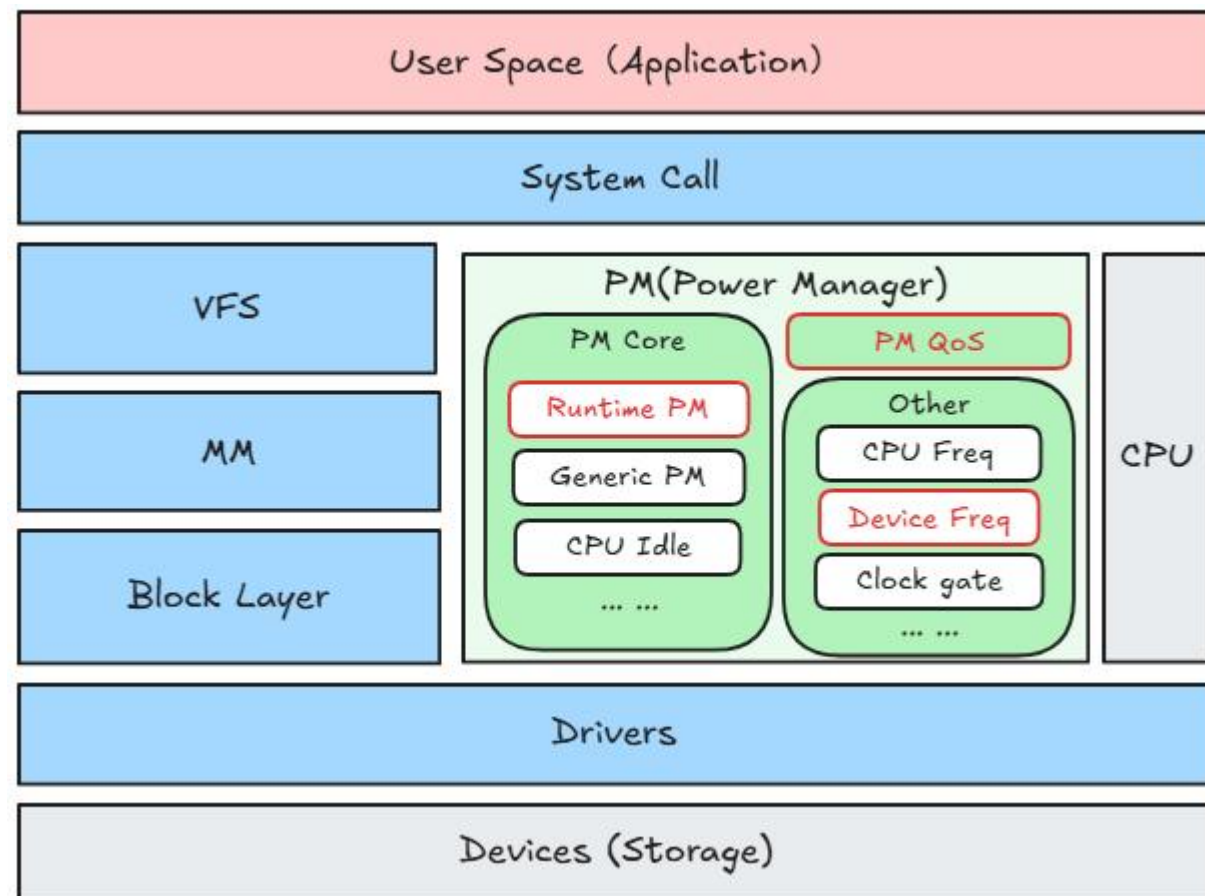 User Space (Application)
System Call
VFS
MM
Block Layer
PM(Power Manager)
PM Core
Runtime PM
Generic PM
CPU Idle
... ...
PM QoS
Other
CPU Freq
Device Freq
Clock gate
... ...
CPU
Drivers
Devices (Storage)